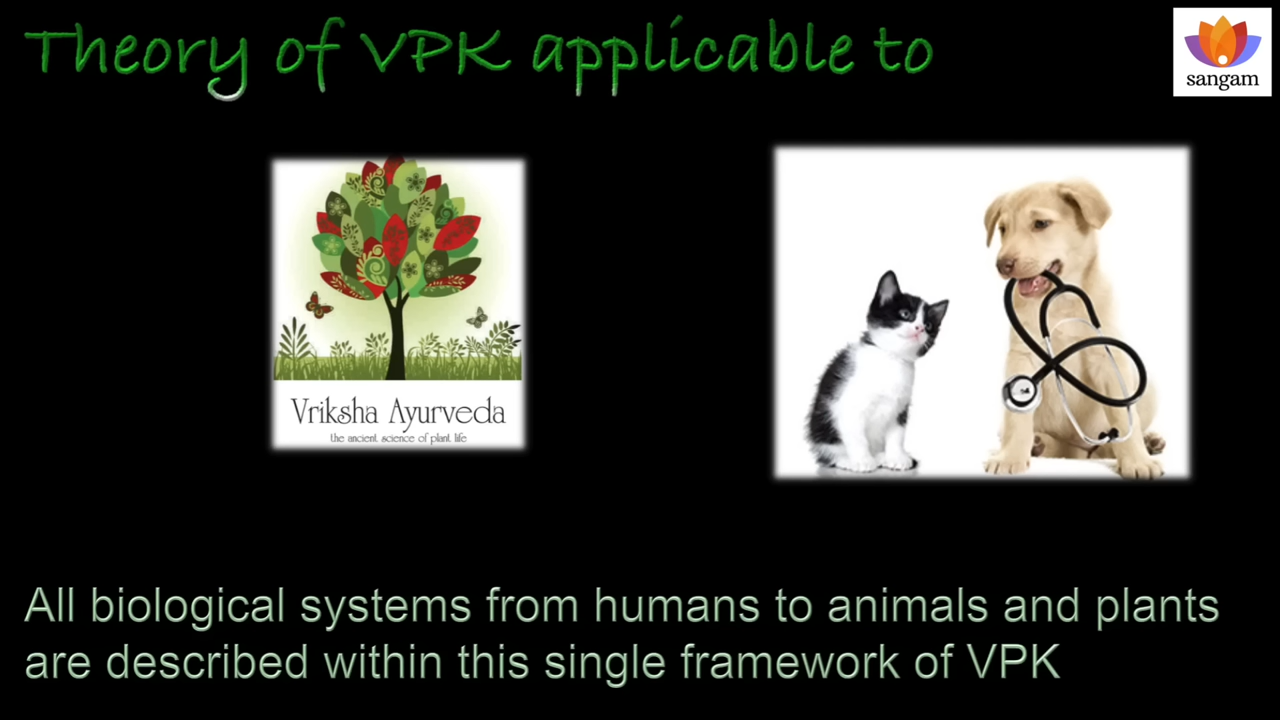 Theory of VPK applicable to
sangam
Vriksha Ayurveda
the ancient science of plant life
All biological systems from humans to animals and plants
are described within this single framework of VPK